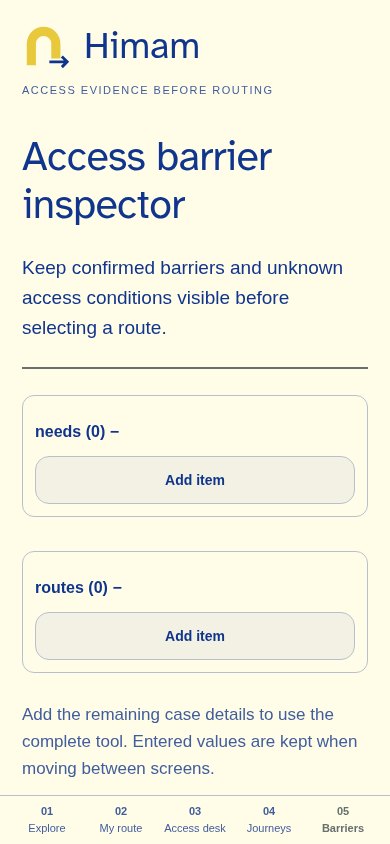 Himam
ACCESS EVIDENCE BEFORE ROUTING
Access barrier
inspector
Keep confirmed barriers and unknown
access conditions visible before
selecting a route.
needs (0) −
Add item
routes (0) −
Add item
Add the remaining case details to use the
complete tool. Entered values are kept when
moving between screens.
01 02 03 04 05
Explore My route Access desk Journeys Barriers